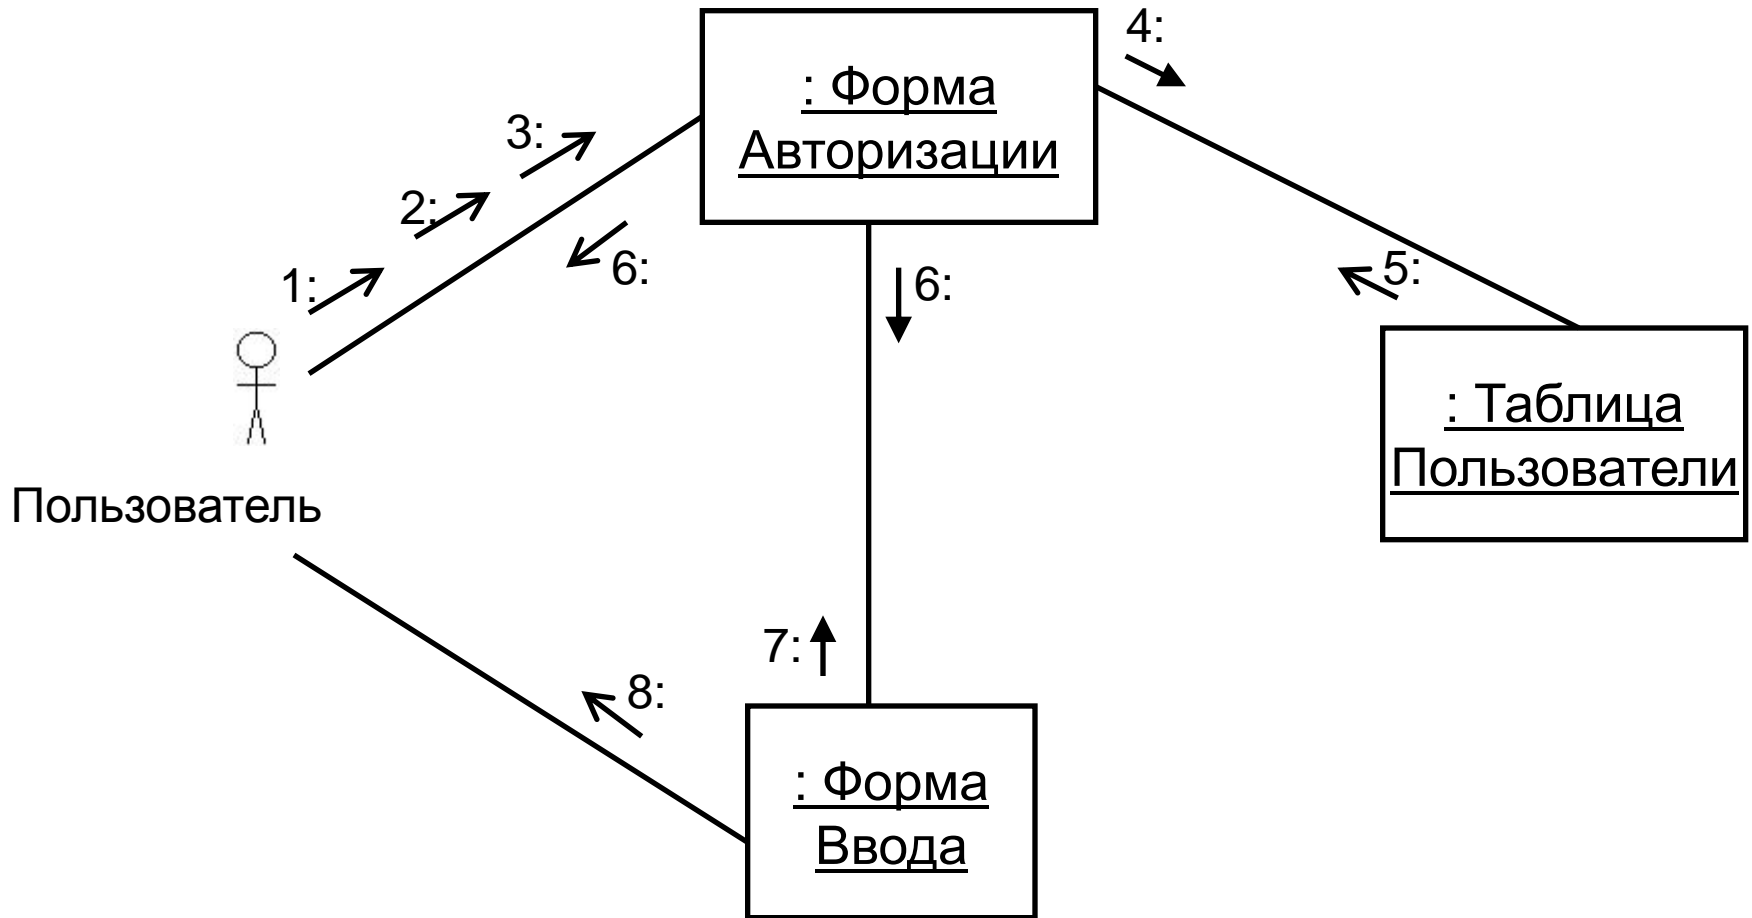 4:
: Форма
Авторизации
3:
2:
1:
6:
6:
5:
: Таблица
Пользователи
Пользователь
7:
8:
: Форма
Ввода